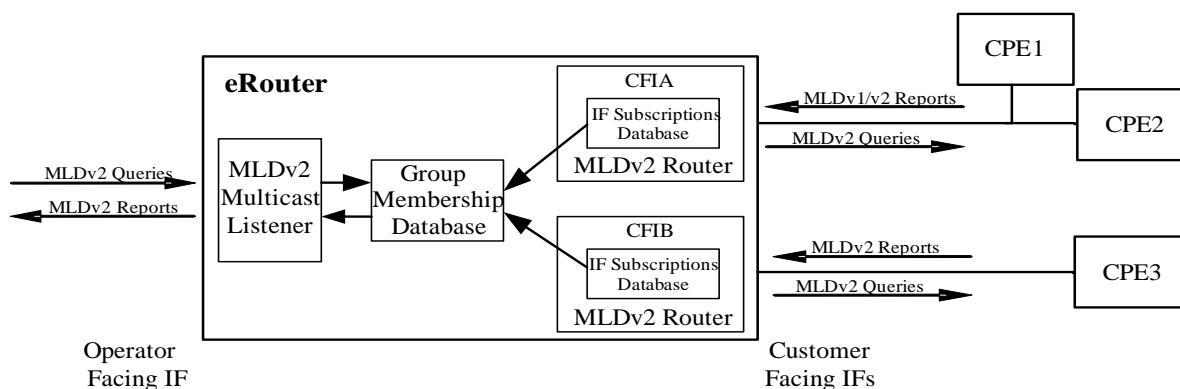 CPE1
eRouter
CFIA
MLDv1/v2 Reports
IF Subscriptions
Database
CPE2
MLDv2 Queries
MLDv2 Router
MLDv2 Queries
MLDv2 Reports
MLDv2
Multicast
Listener
Group
Membership
Database
CFIB
IF Subscriptions
Database
MLDv2 Router
MLDv2 Reports
MLDv2 Queries
CPE3
Operator
Facing IF
Customer
Facing IFs